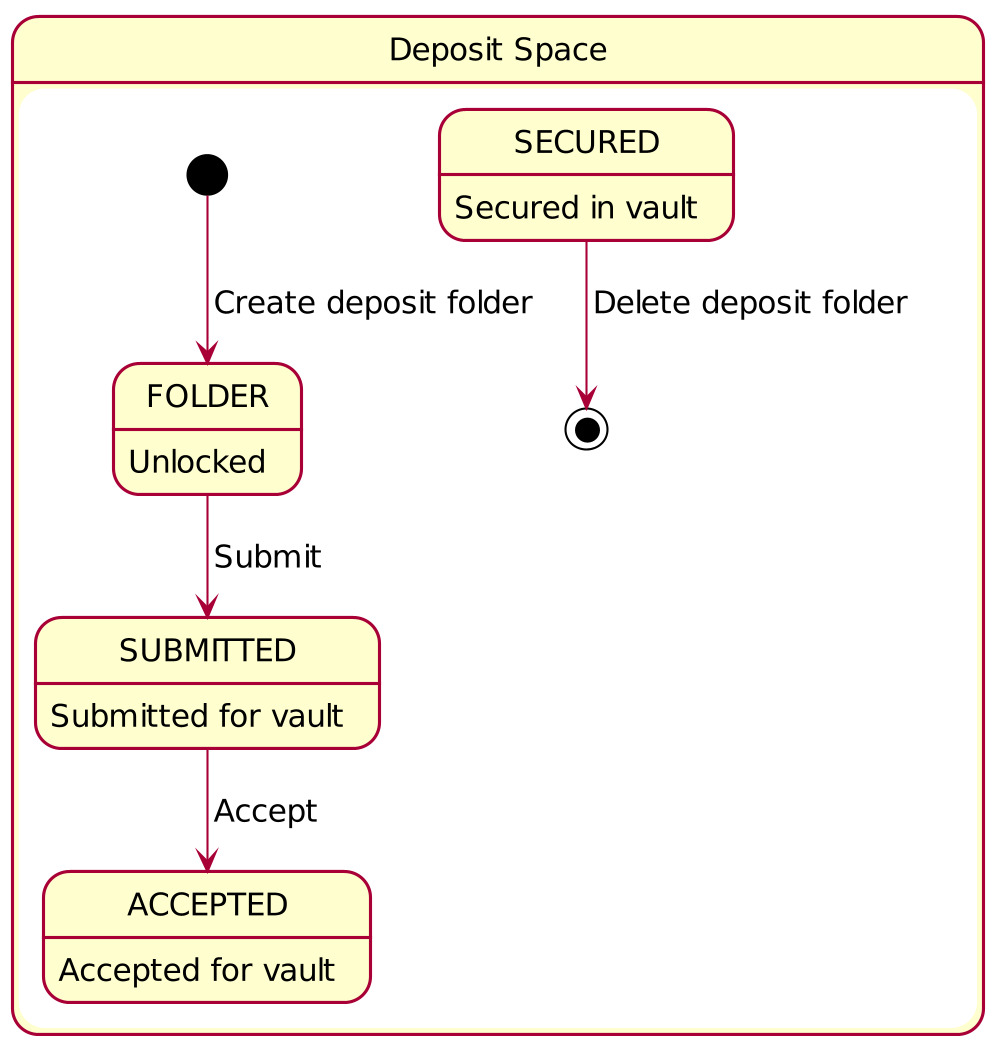 Deposit Space
SECURED
Secured in vault
Create deposit folder
Delete deposit folder
FOLDER
Unlocked
Submit
SUBMITTED
Submitted for vault
Accept
ACCEPTED
Accepted for vault